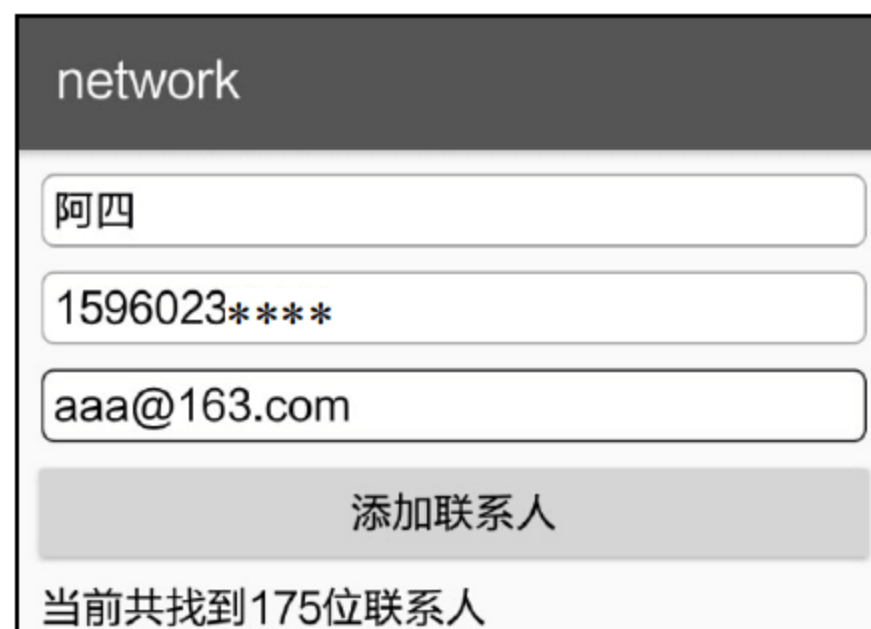 network
阿四
1596023****
aaa@163.com
添加联系人
当前共找到175位联系人